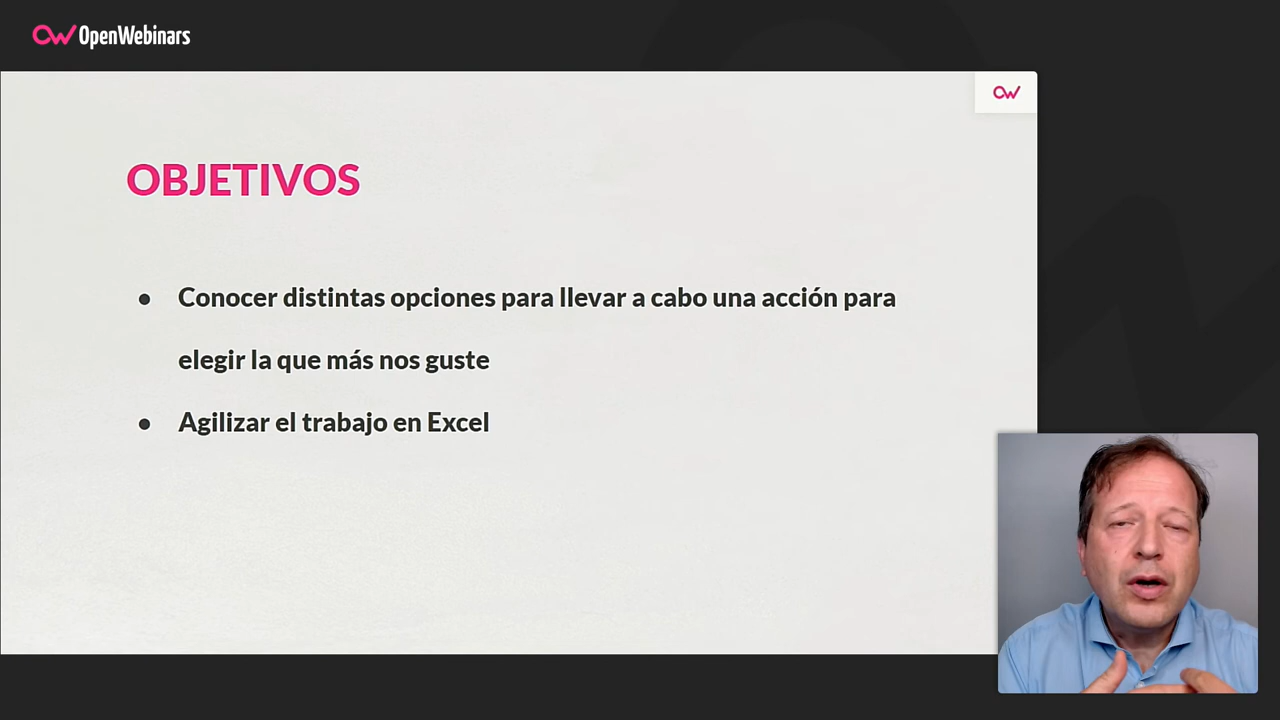 OpenWebinars
OBJETIVOS
● Conocer distintas opciones para llevar a cabo una acción para
elegir la que más nos guste
● Agilizar el trabajo en Excel